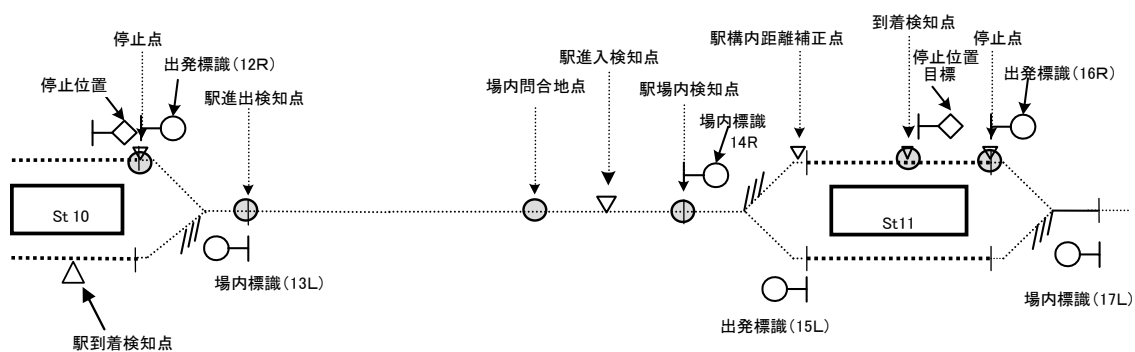 停止点
出発標識(12R)
停止位置
駅進出検知点
場内問合地点
駅進入検知点
駅場内検知点
場内標識
14R
駅構内距離補正点
到着検知点
停止位置
目標
停止点
出発標識(16R)
St 10
St11
場内標識(13L)
駅到着検知点
出発標識(15L)
場内標識(17L)